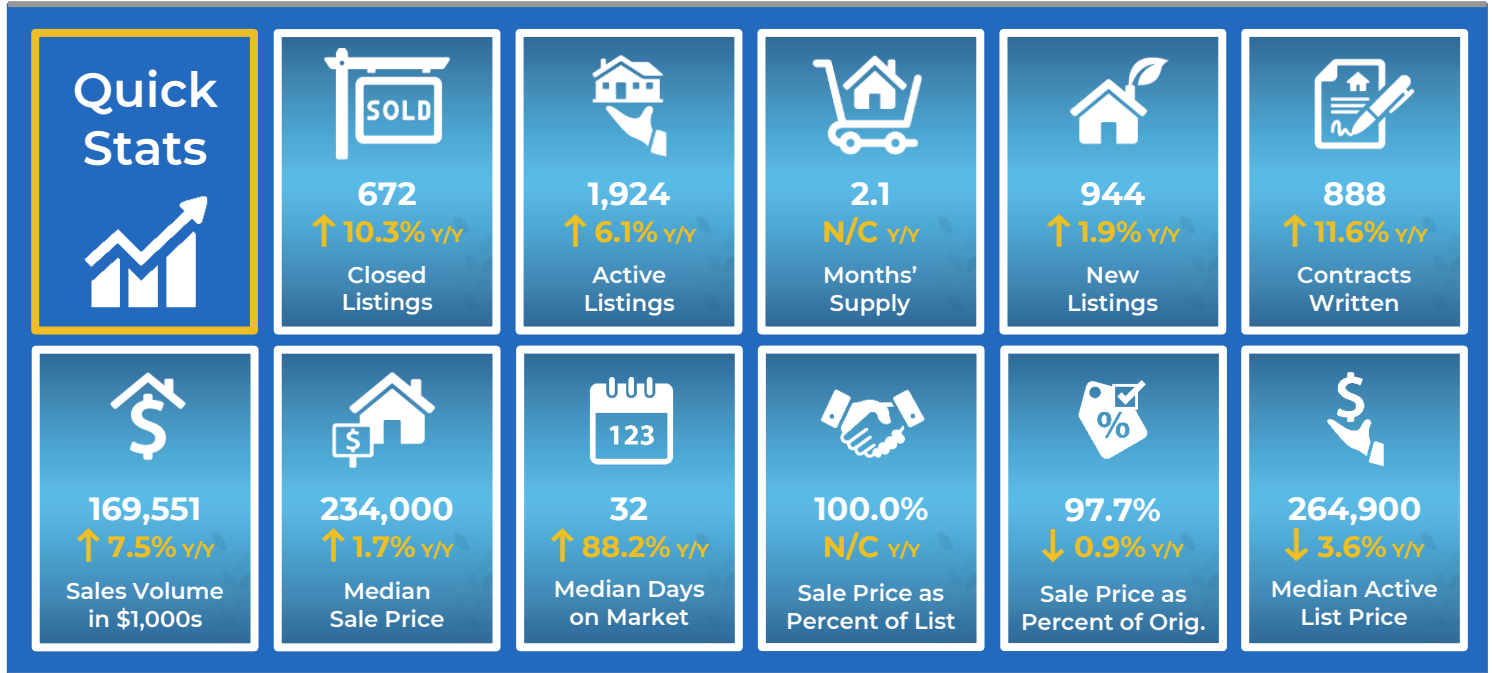 Quick
Stats
SOLD
672
↑ 10.3% Y/Y
Closed
Listings
1,924
↑ 6.1% Y/Y
Active
Listings
2.1
N/C Y/Y
Months’
Supply
944
↑ 1.9% Y/Y
New
Listings
888
↑ 11.6% Y/Y
Contracts
Written
$
169,551
↑ 7.5% Y/Y
Sales Volume
in $1,000s
$
234,000
↑ 1.7% Y/Y
Median
Sale Price
123
32
↑ 88.2% Y/Y
Median Days
on Market
100.0%
N/C Y/Y
Sale Price as
Percent of List
%
97.7%
↓ 0.9% Y/Y
Sale Price as
Percent of Orig.
$
264,900
↓ 3.6% Y/Y
Median Active
List Price